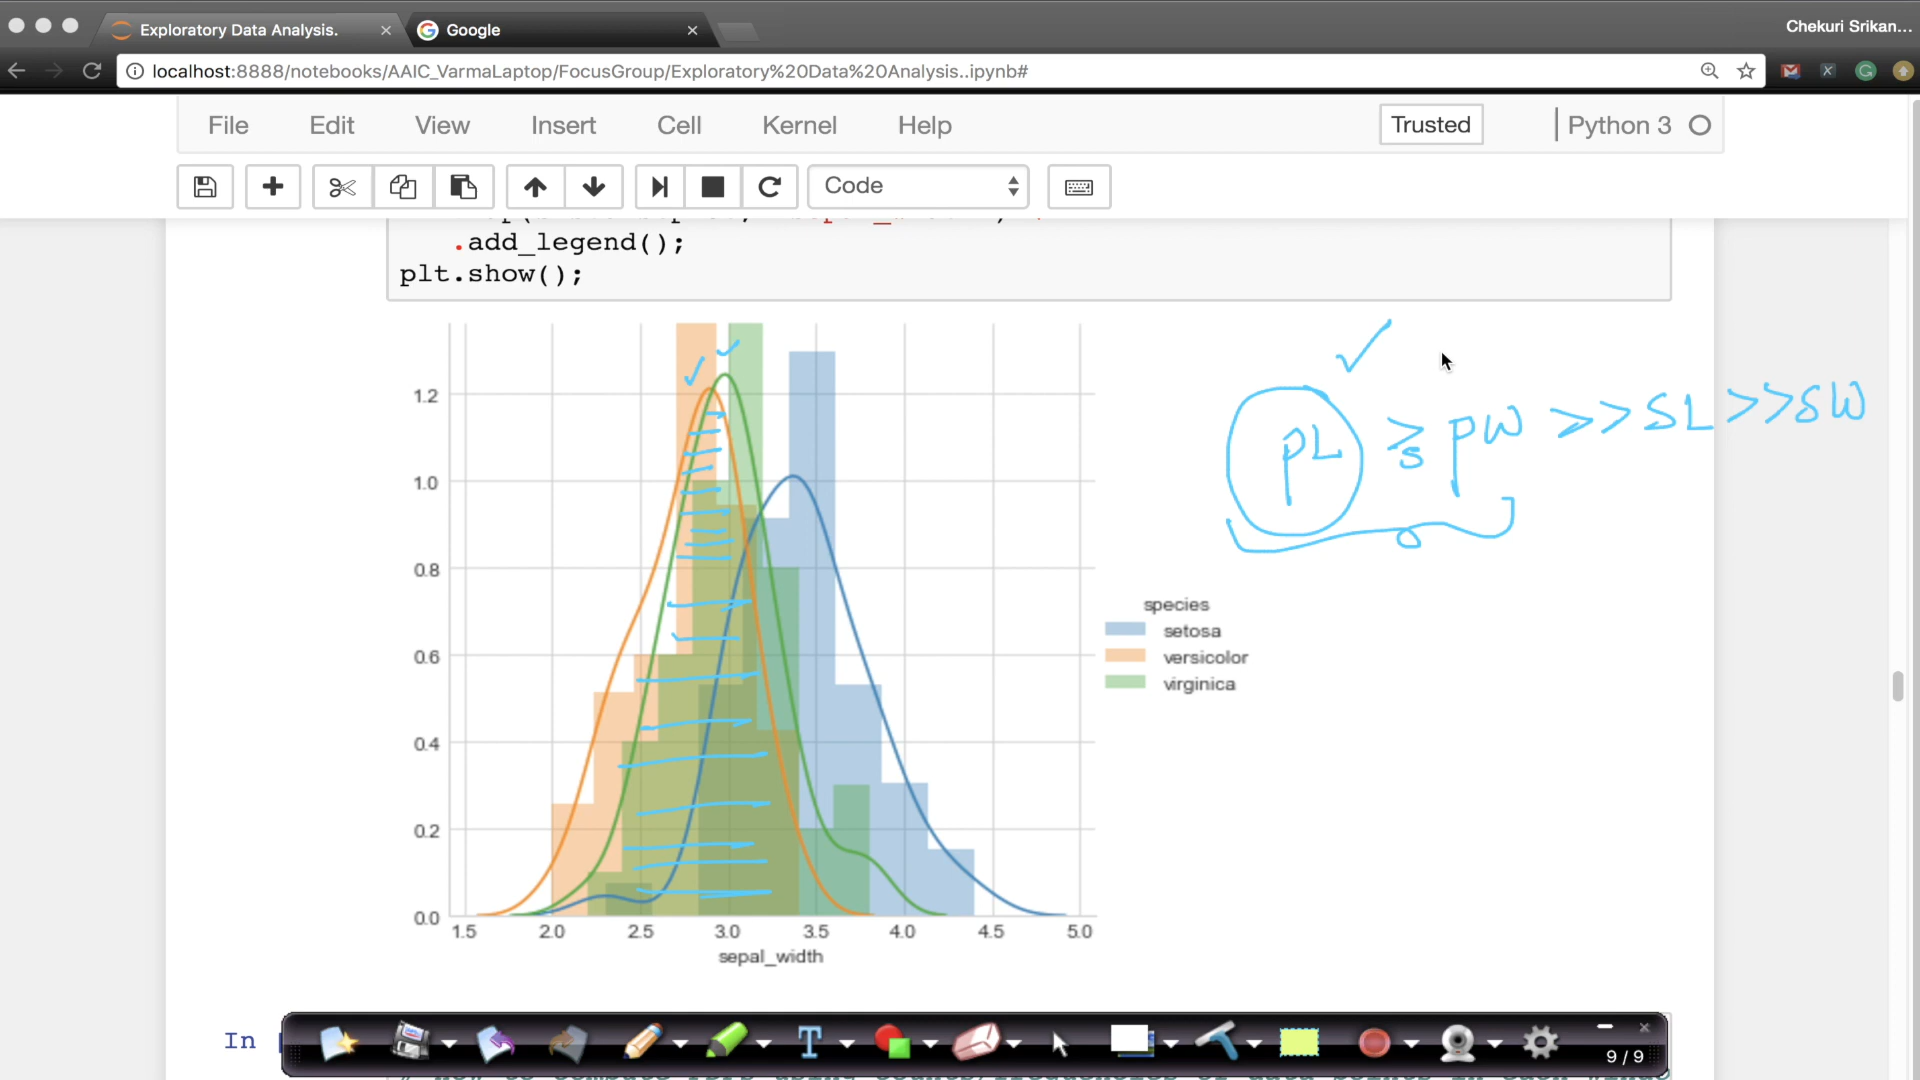 Exploratory Data Analysis.
Google
Chekuri Srikan...
localhost:8888/notebooks/AAIC_VarmaLaptop/FocusGroup/Exploratory%20Data%20Analysis..ipynb#
File Edit View Insert Cell Kernel Help Trusted Python 3
Code
.add_legend();
plt.show();
PL ≥ PW >> SL >> SW
1.2
1.0
0.8
0.6
0.4
0.2
0.0
1.5 2.0 2.5 3.0 3.5 4.0 4.5 5.0
sepal_width
species
setosa
versicolor
virginica
In
T
9 / 9